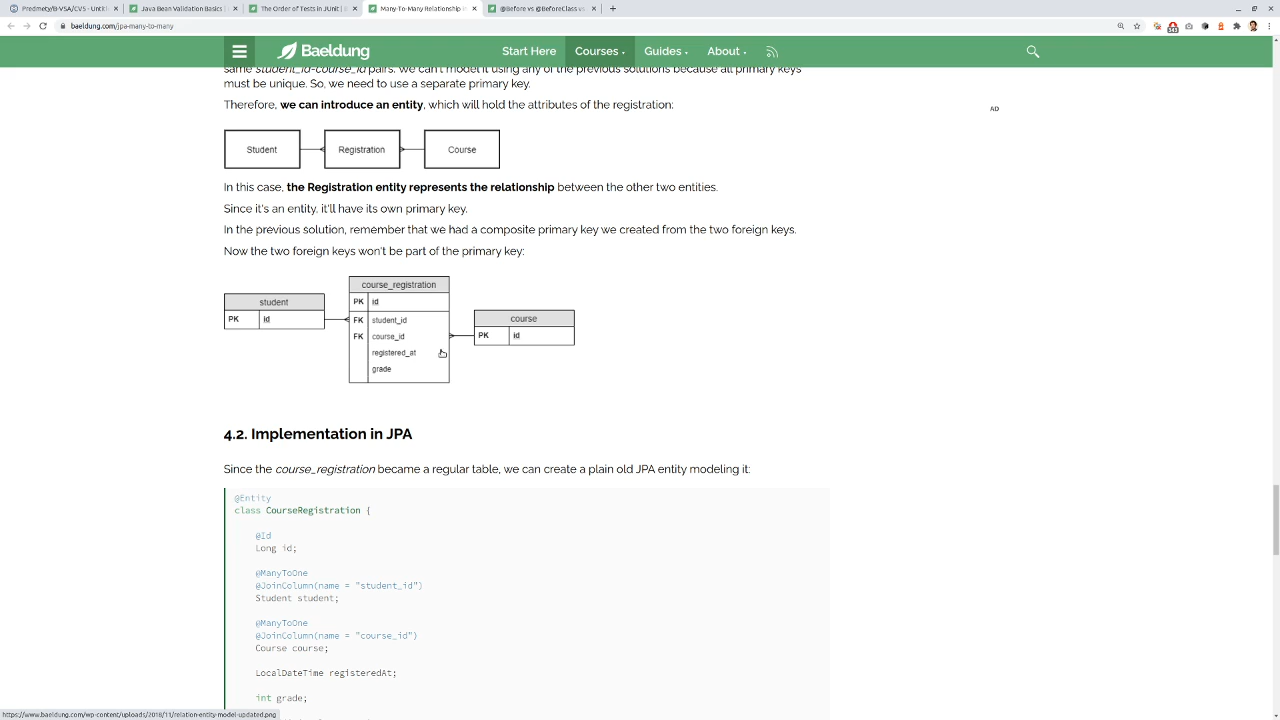 Predmety/B-VSA/CV5 - Untitl
Java Bean Validation Basics |
The Order of Tests in JUnit |
Many-To-Many Relationship in
@Before vs @BeforeClass vs
baeldung.com/jpa-many-to-many
Baeldung
Start Here
Courses
Guides
About
same student_id-course_id pairs. We can't model it using any of the previous solutions because all primary keys
must be unique. So, we need to use a separate primary key.
Therefore, we can introduce an entity, which will hold the attributes of the registration:
AD
Student
Registration
Course
In this case, the Registration entity represents the relationship between the other two entities.
Since it's an entity, it'll have its own primary key.
In the previous solution, remember that we had a composite primary key we created from the two foreign keys.
Now the two foreign keys won't be part of the primary key:
student
PK id
course_registration
PK id
FK student_id
FK course_id
registered_at
grade
course
PK id
4.2. Implementation in JPA
Since the course_registration became a regular table, we can create a plain old JPA entity modeling it:
@Entity
class CourseRegistration {
@Id
Long id;
@ManyToOne
@JoinColumn(name = "student_id")
Student student;
@ManyToOne
@JoinColumn(name = "course_id")
Course course;
LocalDateTime registeredAt;
int grade;
https://www.baeldung.com/wp-content/uploads/2018/11/relation-entity-model-updated.png